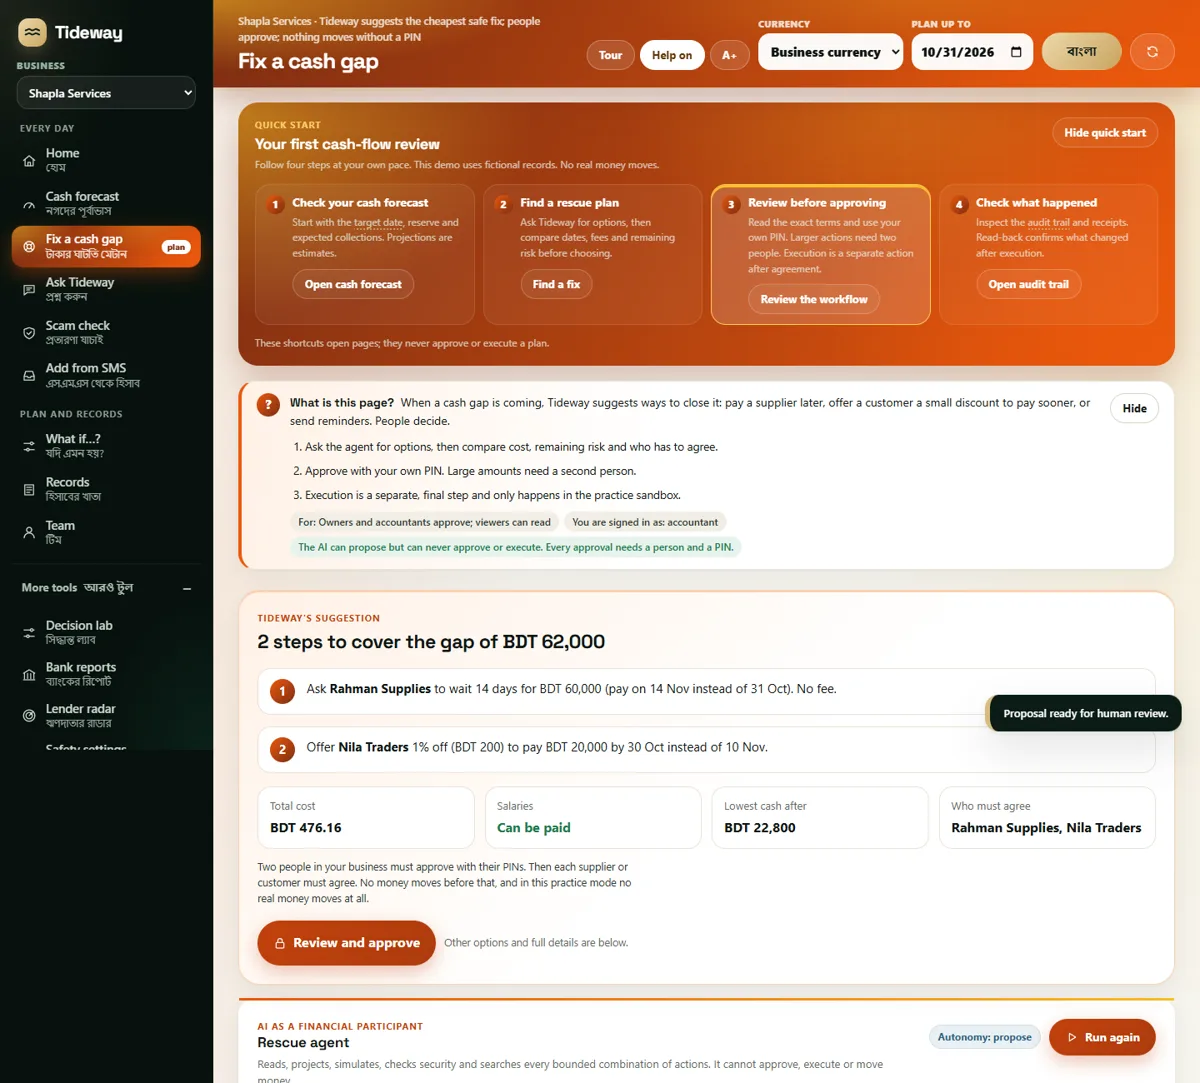 Tideway
BUSINESS
Shapla Services
EVERY DAY
Home
হোম
Cash forecast
নগদের পূর্বাভাস
Fix a cash gap
টাকার ঘাটতি মেটান
plan
Ask Tideway
প্রশ্ন করুন
Scam check
প্রতারণা যাচাই
Add from SMS
এসএমএস থেকে হিসাব
PLAN AND RECORDS
What if...?
যদি এমন হয়?
Records
হিসাবের খাতা
Team
টিম
More tools আরও টুল
Decision lab
সিদ্ধান্ত ল্যাব
Bank reports
ব্যাংকের রিপোর্ট
Lender radar
ঋণদাতার রাডার
Safety settings
Shapla Services · Tideway suggests the cheapest safe fix; people
approve; nothing moves without a PIN
Fix a cash gap
Tour
Help on
A+
CURRENCY
Business currency
PLAN UP TO
10/31/2026
বাংলা
QUICK START
Your first cash-flow review
Follow four steps at your own pace. This demo uses fictional records. No real money moves.
Hide quick start
1 Check your cash forecast
Start with the target date, reserve and
expected collections. Projections are
estimates.
Open cash forecast
2 Find a rescue plan
Ask Tideway for options, then
compare dates, fees and remaining
risk before choosing.
Find a fix
3 Review before approving
Read the exact terms and use your
own PIN. Larger actions need two
people. Execution is a separate action
after agreement.
Review the workflow
4 Check what happened
Inspect the audit trail and receipts.
Read-back confirms what changed
after execution.
Open audit trail
These shortcuts open pages; they never approve or execute a plan.
? What is this page? When a cash gap is coming, Tideway suggests ways to close it: pay a supplier later, offer a customer a small discount to pay sooner, or
send reminders. People decide.
Hide
1. Ask the agent for options, then compare cost, remaining risk and who has to agree.
2. Approve with your own PIN. Large amounts need a second person.
3. Execution is a separate, final step and only happens in the practice sandbox.
For: Owners and accountants approve; viewers can read
You are signed in as: accountant
The AI can propose but can never approve or execute. Every approval needs a person and a PIN.
TIDEWAY'S SUGGESTION
2 steps to cover the gap of BDT 62,000
1 Ask Rahman Supplies to wait 14 days for BDT 60,000 (pay on 14 Nov instead of 31 Oct). No fee.
Proposal ready for human review.
2 Offer Nila Traders 1% off (BDT 200) to pay BDT 20,000 by 30 Oct instead of 10 Nov.
Total cost
BDT 476.16
Salaries
Can be paid
Lowest cash after
BDT 22,800
Who must agree
Rahman Supplies, Nila Traders
Two people in your business must approve with their PINs. Then each supplier or
customer must agree. No money moves before that, and in this practice mode no
real money moves at all.
Review and approve
Other options and full details are below.
AI AS A FINANCIAL PARTICIPANT
Rescue agent
Reads, projects, simulates, checks security and searches every bounded combination of actions. It cannot approve, execute or move
money.
Autonomy: propose
Run again